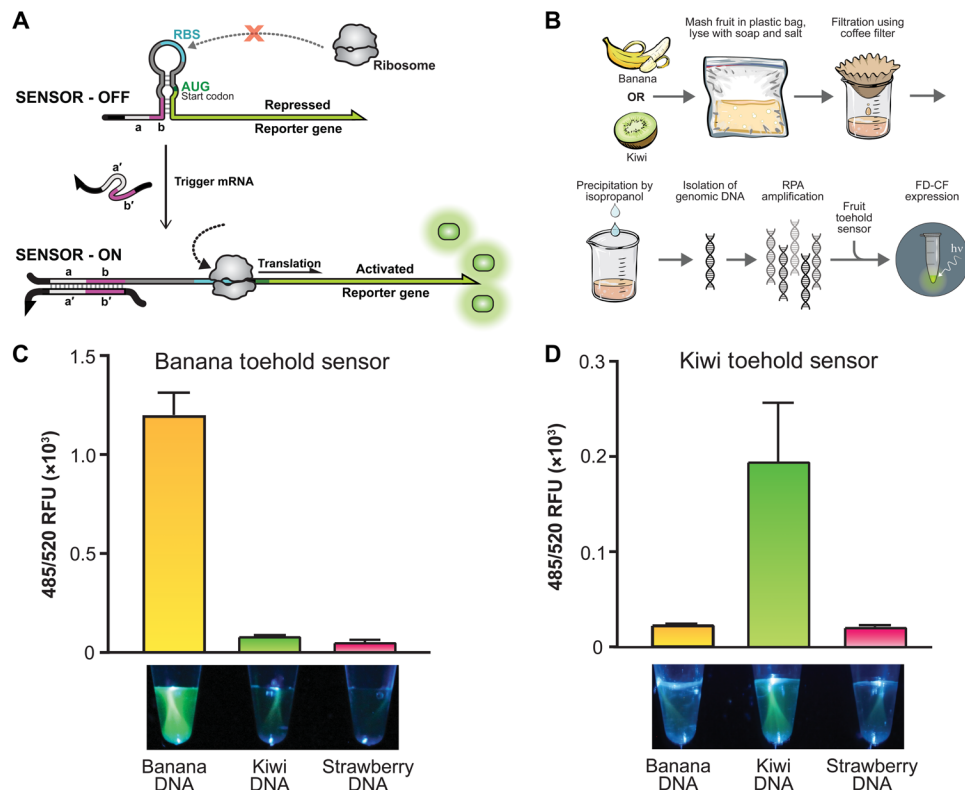 A
RBS
Ribosome
AUG
Start codon
SENSOR - OFF
Repressed
Reporter gene
a
b
a′
b′
Trigger mRNA
SENSOR - ON
a
b
a′
b′
Translation
Activated
Reporter gene
B
Banana
OR
Kiwi
Mash fruit in plastic bag,
lyse with soap and salt
Filtration using
coffee filter
Precipitation by
isopropanol
Isolation of
genomic DNA
RPA
amplification
Fruit
toehold
sensor
FD-CF
expression
hν
C
Banana toehold sensor
485/520 RFU (×10³)
1.5
1.0
0.5
0
Banana
DNA
Kiwi
DNA
Strawberry
DNA
D
Kiwi toehold sensor
485/520 RFU (×10³)
0.3
0.2
0.1
0
Banana
DNA
Kiwi
DNA
Strawberry
DNA